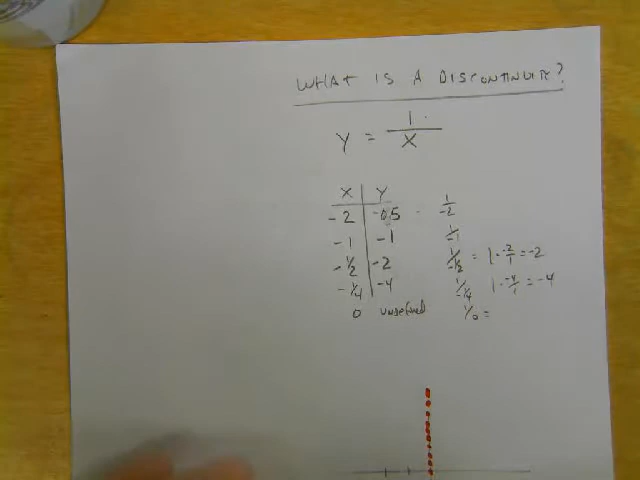 WHAT IS A DISCONTINUITY?
Y = 1/X
X Y
-2 -0.5 1/-2
-1 -1 1/-1
-1/2 -2 1/-1/2 = 1·-2/1 = -2
-1/4 -4 1/-1/4 1·-4/1 = -4
0 undefined 1/0 =